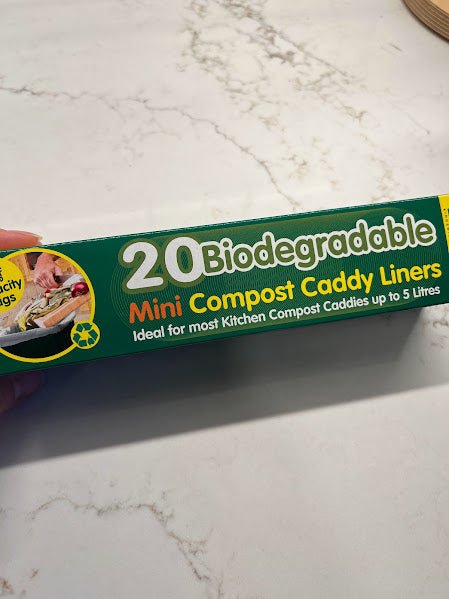 20 Biodegradable
Mini Compost Caddy Liners
Ideal for most Kitchen Compost Caddies up to 5 Litres